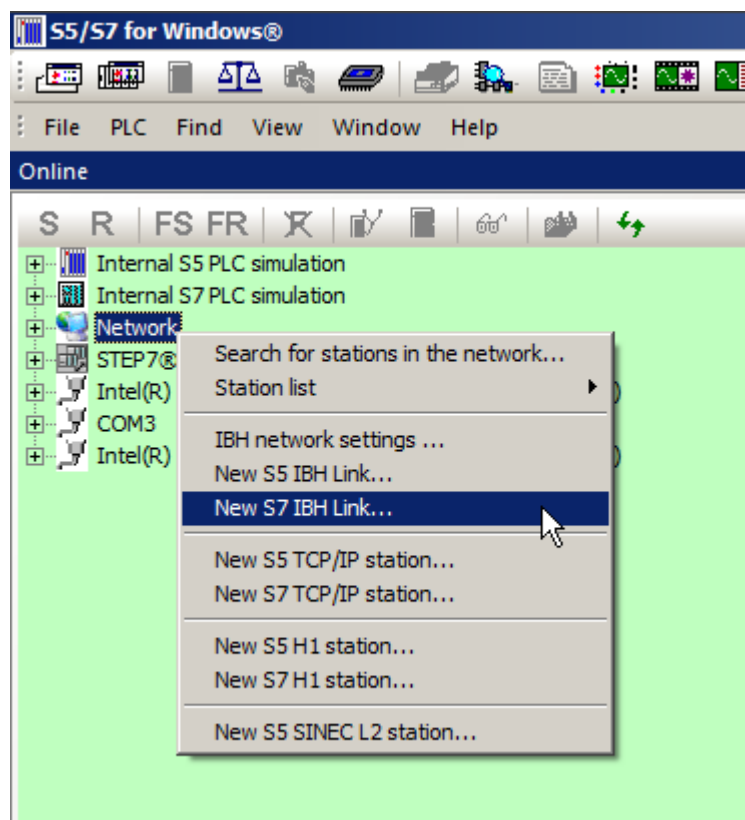 S5/S7 for Windows®
File PLC Find View Window Help
Online
S R FS FR
Internal S5 PLC simulation
Internal S7 PLC simulation
Network
STEP7®
Intel(R)
COM3
Intel(R)
Search for stations in the network...
Station list
IBH network settings ...
New S5 IBH Link...
New S7 IBH Link...
New S5 TCP/IP station...
New S7 TCP/IP station...
New S5 H1 station...
New S7 H1 station...
New S5 SINEC L2 station...